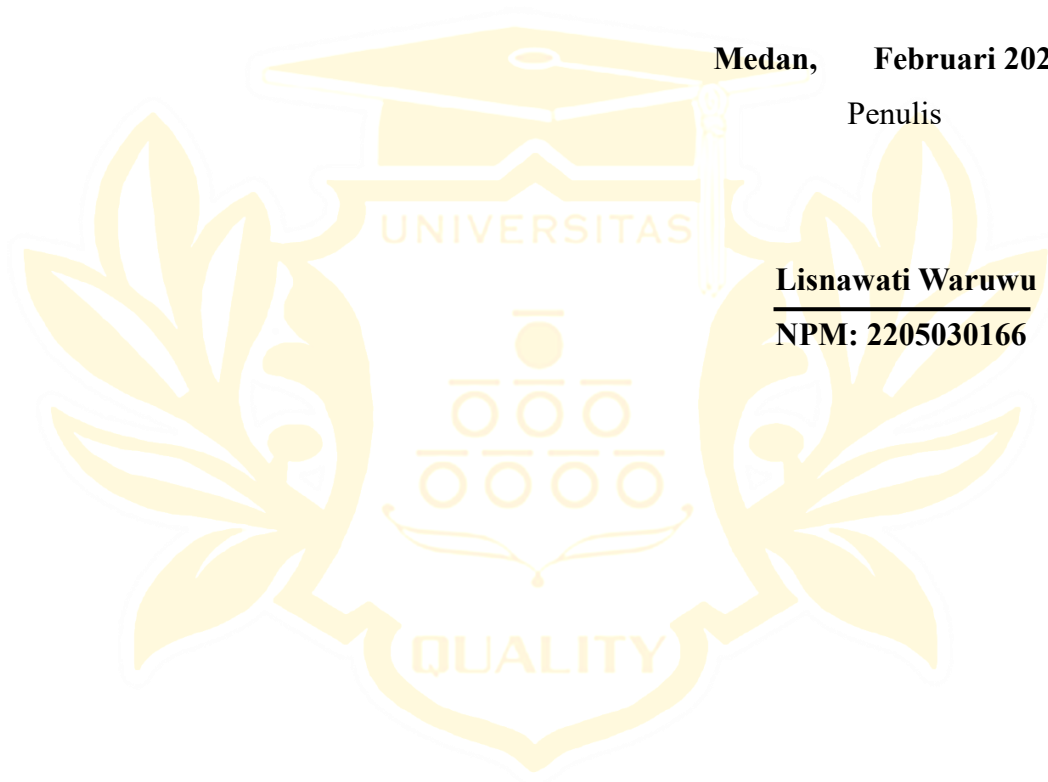 Medan, Februari 202
Penulis
UNIVERSITAS
Lisnawati Waruwu
NPM: 2205030166
QUALITY